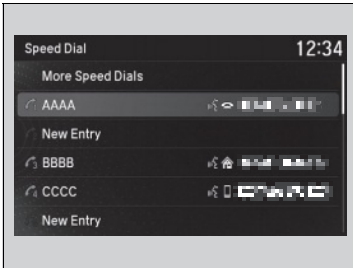 Speed Dial 12:34
More Speed Dials
AAAA
New Entry
BBBB
CCCC
New Entry